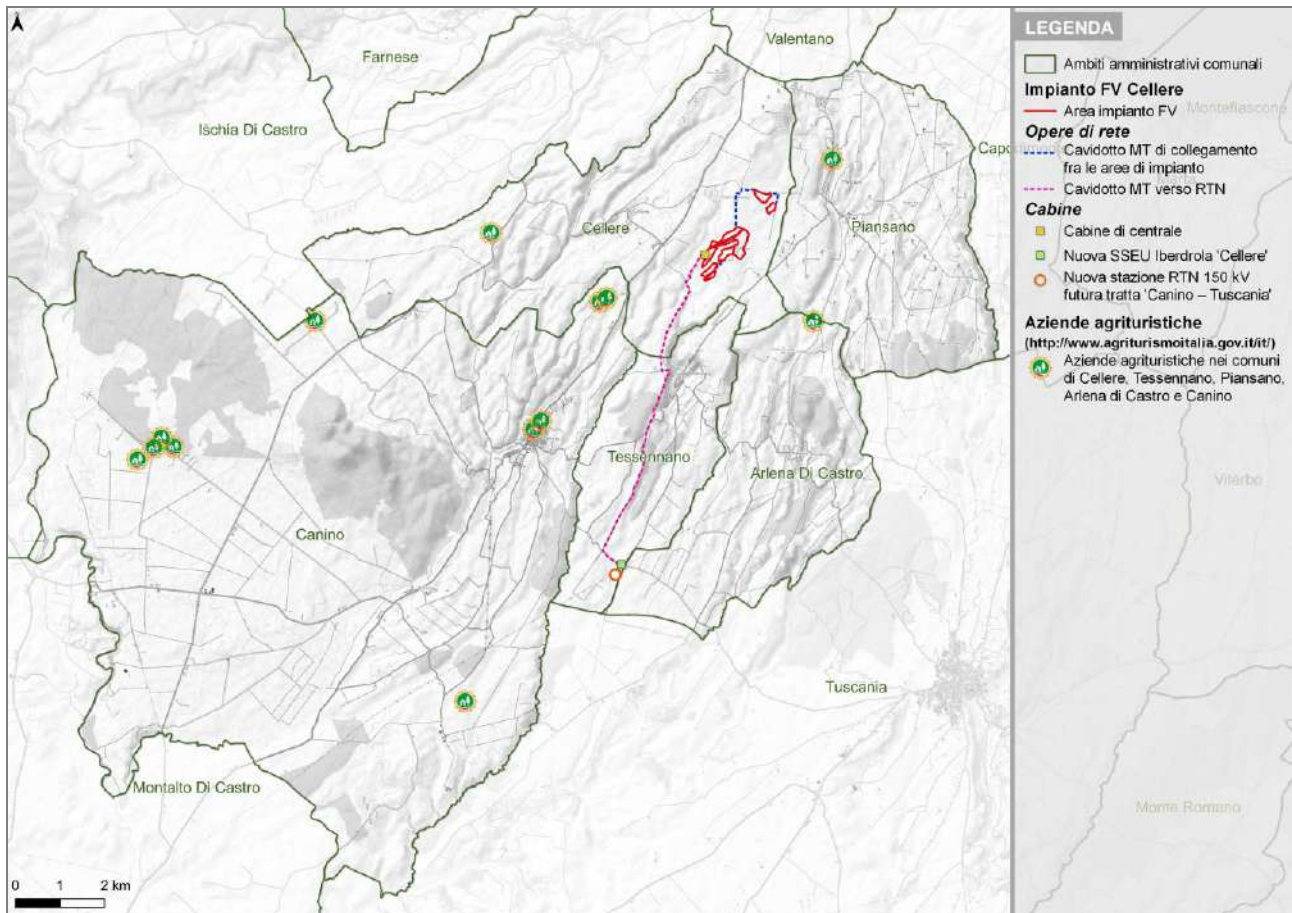 Farnese
Valentano
Ischia Di Castro
Cellere
Piansano
Tessennano
Arlena Di Castro
Canino
Tuscania
Montalto Di Castro
0 1 2 km
LEGENDA
Ambiti amministrativi comunali
Impianto FV Cellere
Montefiascone
Area impianto FV
Opere di rete
Cavidotto MT di collegamento
fra le aree di impianto
Cavidotto MT verso RTN
Cabine
Cabine di centrale
Nuova SSEU Iberdrola 'Cellere'
Nuova stazione RTN 150 kV
futura tratta 'Canino – Tuscania'
Aziende agrituristiche
(http://www.agriturismoitalia.gov.it/it/)
Aziende agrituristiche nei comuni
di Cellere, Tessennano, Piansano,
Arlena di Castro e Canino
Viterbo
Monte Romano